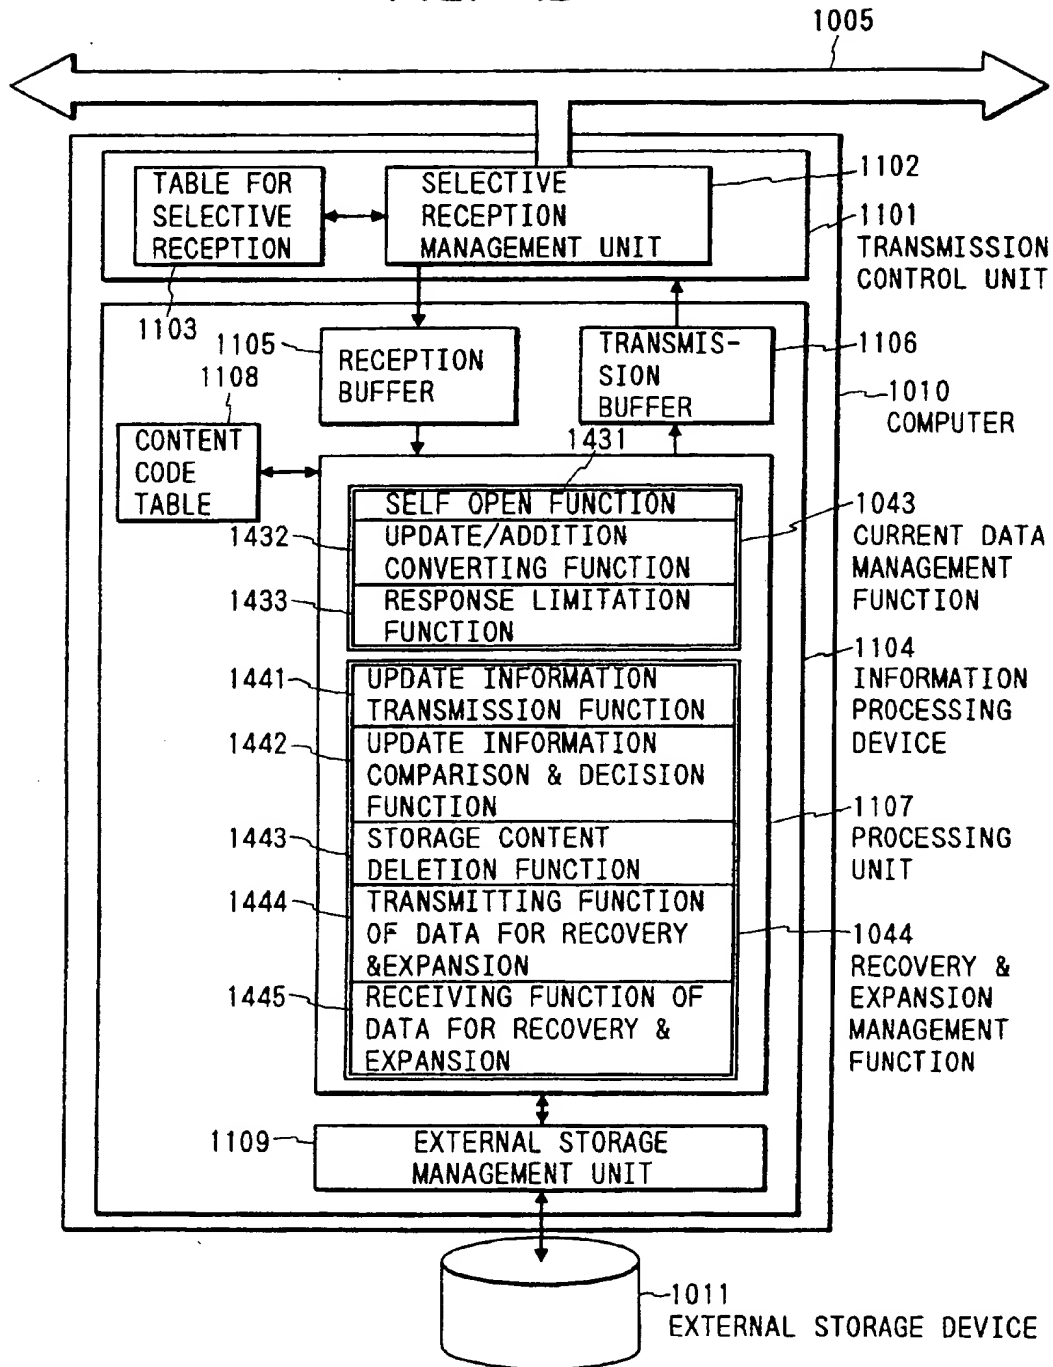 1005
TABLE FOR
SELECTIVE
RECEPTION
SELECTIVE
RECEPTION
MANAGEMENT UNIT
1102
1101
TRANSMISSION
CONTROL UNIT
1103
1105
RECEPTION
BUFFER
TRANSMIS-
SION
BUFFER
1106
1108
1010
COMPUTER
CONTENT
CODE
TABLE
1431
SELF OPEN FUNCTION
1432
UPDATE/ADDITION
CONVERTING FUNCTION
1433
RESPONSE LIMITATION
FUNCTION
1043
CURRENT DATA
MANAGEMENT
FUNCTION
1104
INFORMATION
PROCESSING
DEVICE
1441
UPDATE INFORMATION
TRANSMISSION FUNCTION
1442
UPDATE INFORMATION
COMPARISON & DECISION
FUNCTION
1107
PROCESSING
UNIT
1443
STORAGE CONTENT
DELETION FUNCTION
1444
TRANSMITTING FUNCTION
OF DATA FOR RECOVERY
&EXPANSION
1044
RECOVERY &
EXPANSION
MANAGEMENT
FUNCTION
1445
RECEIVING FUNCTION OF
DATA FOR RECOVERY &
EXPANSION
1109
EXTERNAL STORAGE
MANAGEMENT UNIT
1011
EXTERNAL STORAGE DEVICE